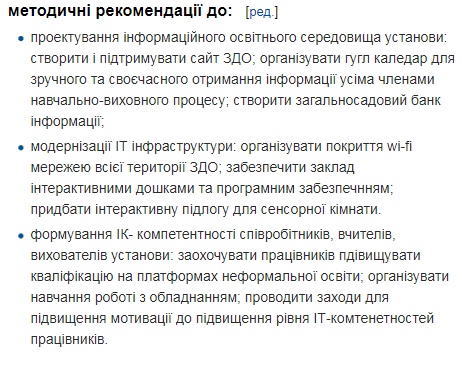 методичні рекомендації до: [ред.]
проектування інформаційного освітнього середовища установи:
створити і підтримувати сайт ЗДО; організувати гугл каледар для
зручного та своєчасного отримання інформації усіма членами
навчально-виховного процесу; створити загальносадовий банк
інформації;
модернізації ІТ інфраструктури: організувати покриття wi-fi
мережею всієї території ЗДО; забезпечити заклад
інтерактивними дошками та програмним забезпечнням;
придбати інтерактивну підлогу для сенсорної кімнати.
формування ІК- компетентності співробітників, вчителів,
вихователів установи: заохочувати працівників пдівищувати
кваліфікацію на платформах неформальної освіти; організувати
навчання роботі з обладнанням; проводити заходи для
підвищення мотивації до підвищення рівня ІТ-комтенетностей
працівників.